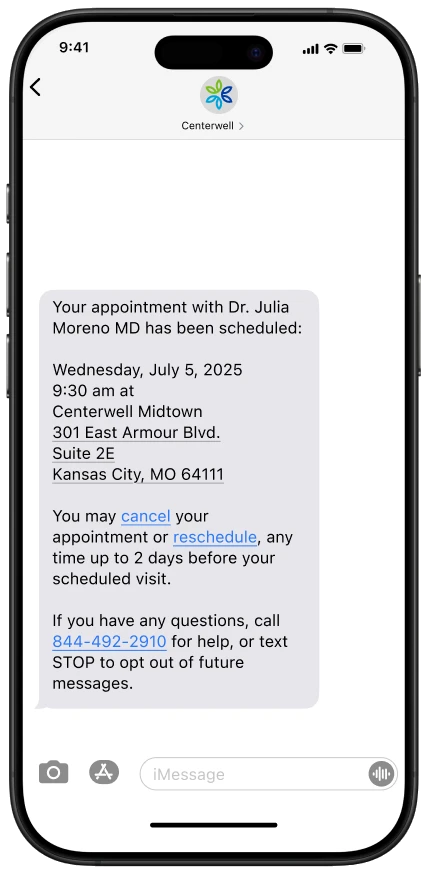 9:41
Centerwell
Your appointment with Dr. Julia
Moreno MD has been scheduled:
Wednesday, July 5, 2025
9:30 am at
Centerwell Midtown
301 East Armour Blvd.
Suite 2E
Kansas City, MO 64111
You may cancel your
appointment or reschedule, any
time up to 2 days before your
scheduled visit.
If you have any questions, call
844-492-2910 for help, or text
STOP to opt out of future
messages.
iMessage